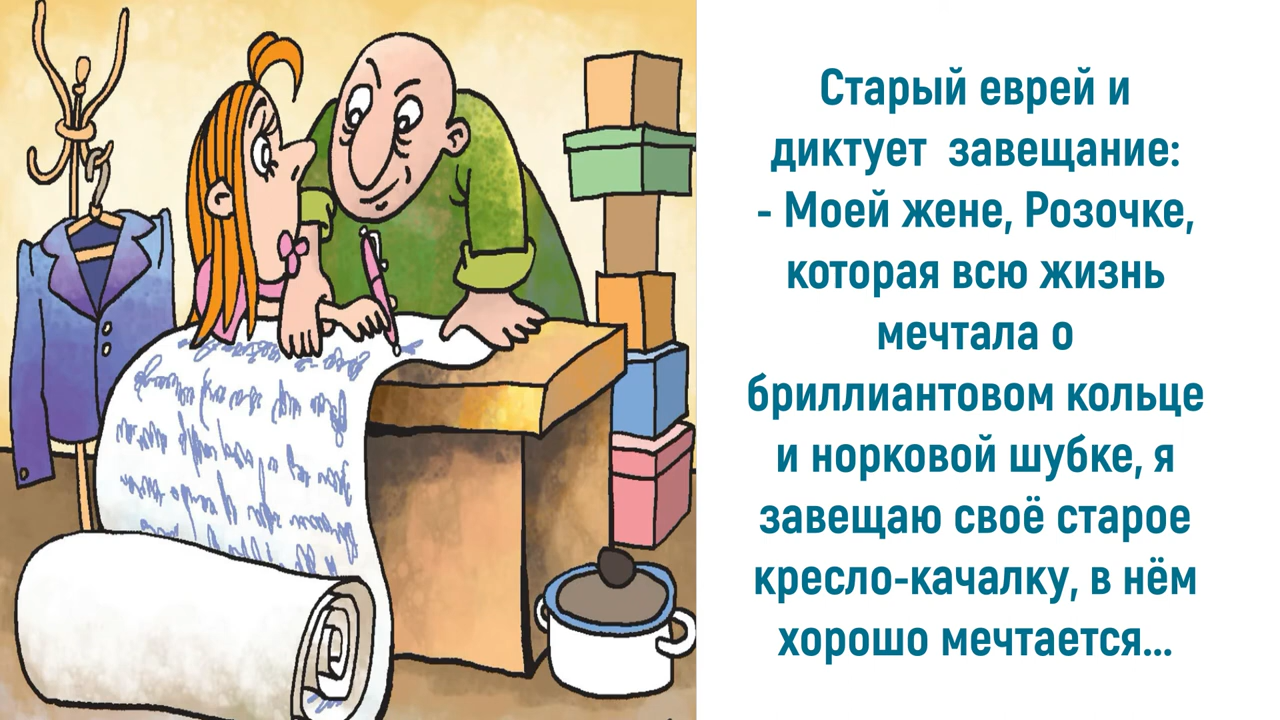 Старый еврей и
диктует завещание:
- Моей жене, Розочке,
которая всю жизнь
мечтала о
бриллиантовом кольце
и норковой шубке, я
завещаю своё старое
кресло-качалку, в нём
хорошо мечтается...